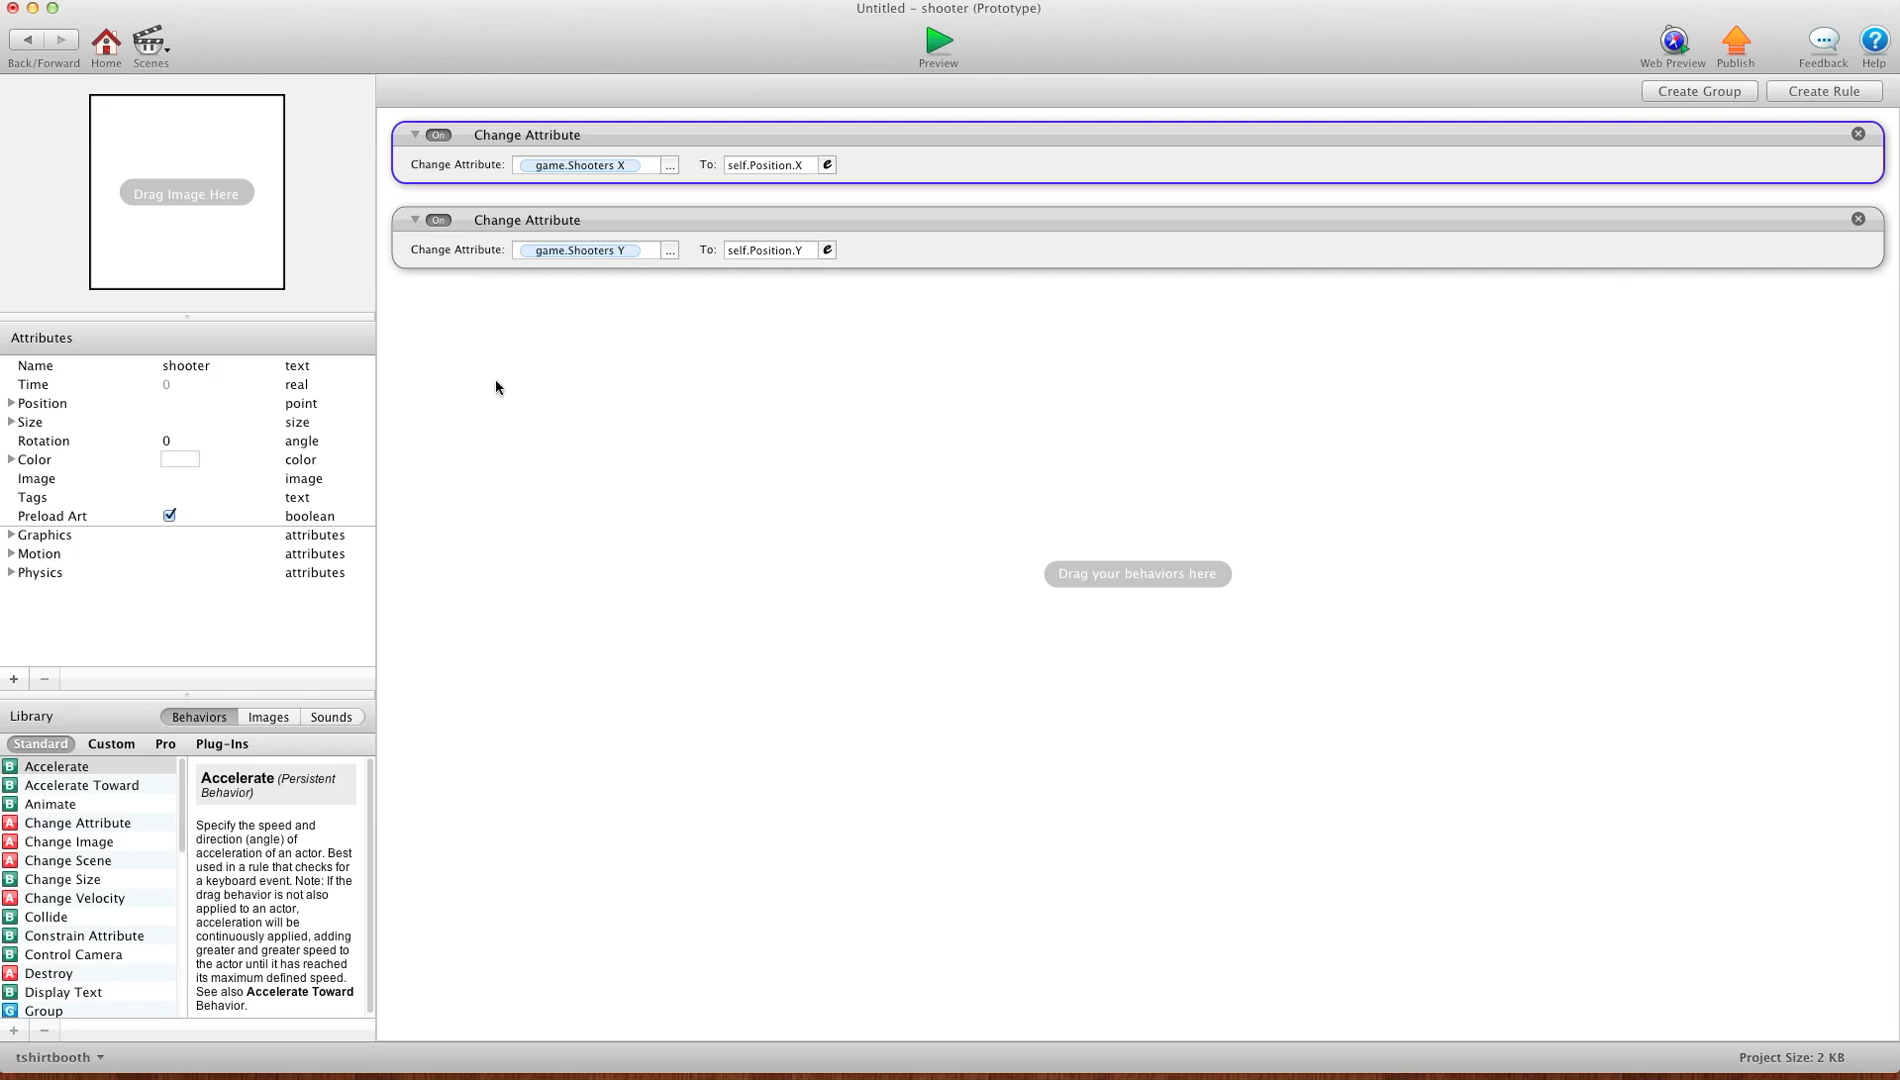 Untitled – shooter (Prototype)
Back/Forward
Home
Scenes
Preview
Web Preview
Publish
Feedback
Help
Create Group
Create Rule
Drag Image Here
On
Change Attribute
Change Attribute:
game.Shooters X
...
To:
self.Position.X
e
On
Change Attribute
Change Attribute:
game.Shooters Y
...
To:
self.Position.Y
e
Drag your behaviors here
Attributes
Name shooter text
Time 0 real
Position point
Size size
Rotation 0 angle
Color color
Image image
Tags text
Preload Art boolean
Graphics attributes
Motion attributes
Physics attributes
+ −
Library
Behaviors
Images
Sounds
Standard
Custom
Pro
Plug-Ins
B Accelerate
B Accelerate Toward
B Animate
A Change Attribute
A Change Image
A Change Scene
B Change Size
A Change Velocity
B Collide
B Constrain Attribute
B Control Camera
A Destroy
B Display Text
G Group
Accelerate (Persistent
Behavior)
Specify the speed and
direction (angle) of
acceleration of an actor. Best
used in a rule that checks for
a keyboard event. Note: If the
drag behavior is not also
applied to an actor,
acceleration will be
continuously applied, adding
greater and greater speed to
the actor until it has reached
its maximum defined speed.
See also Accelerate Toward
Behavior.
+ −
tshirtbooth
Project Size: 2 KB